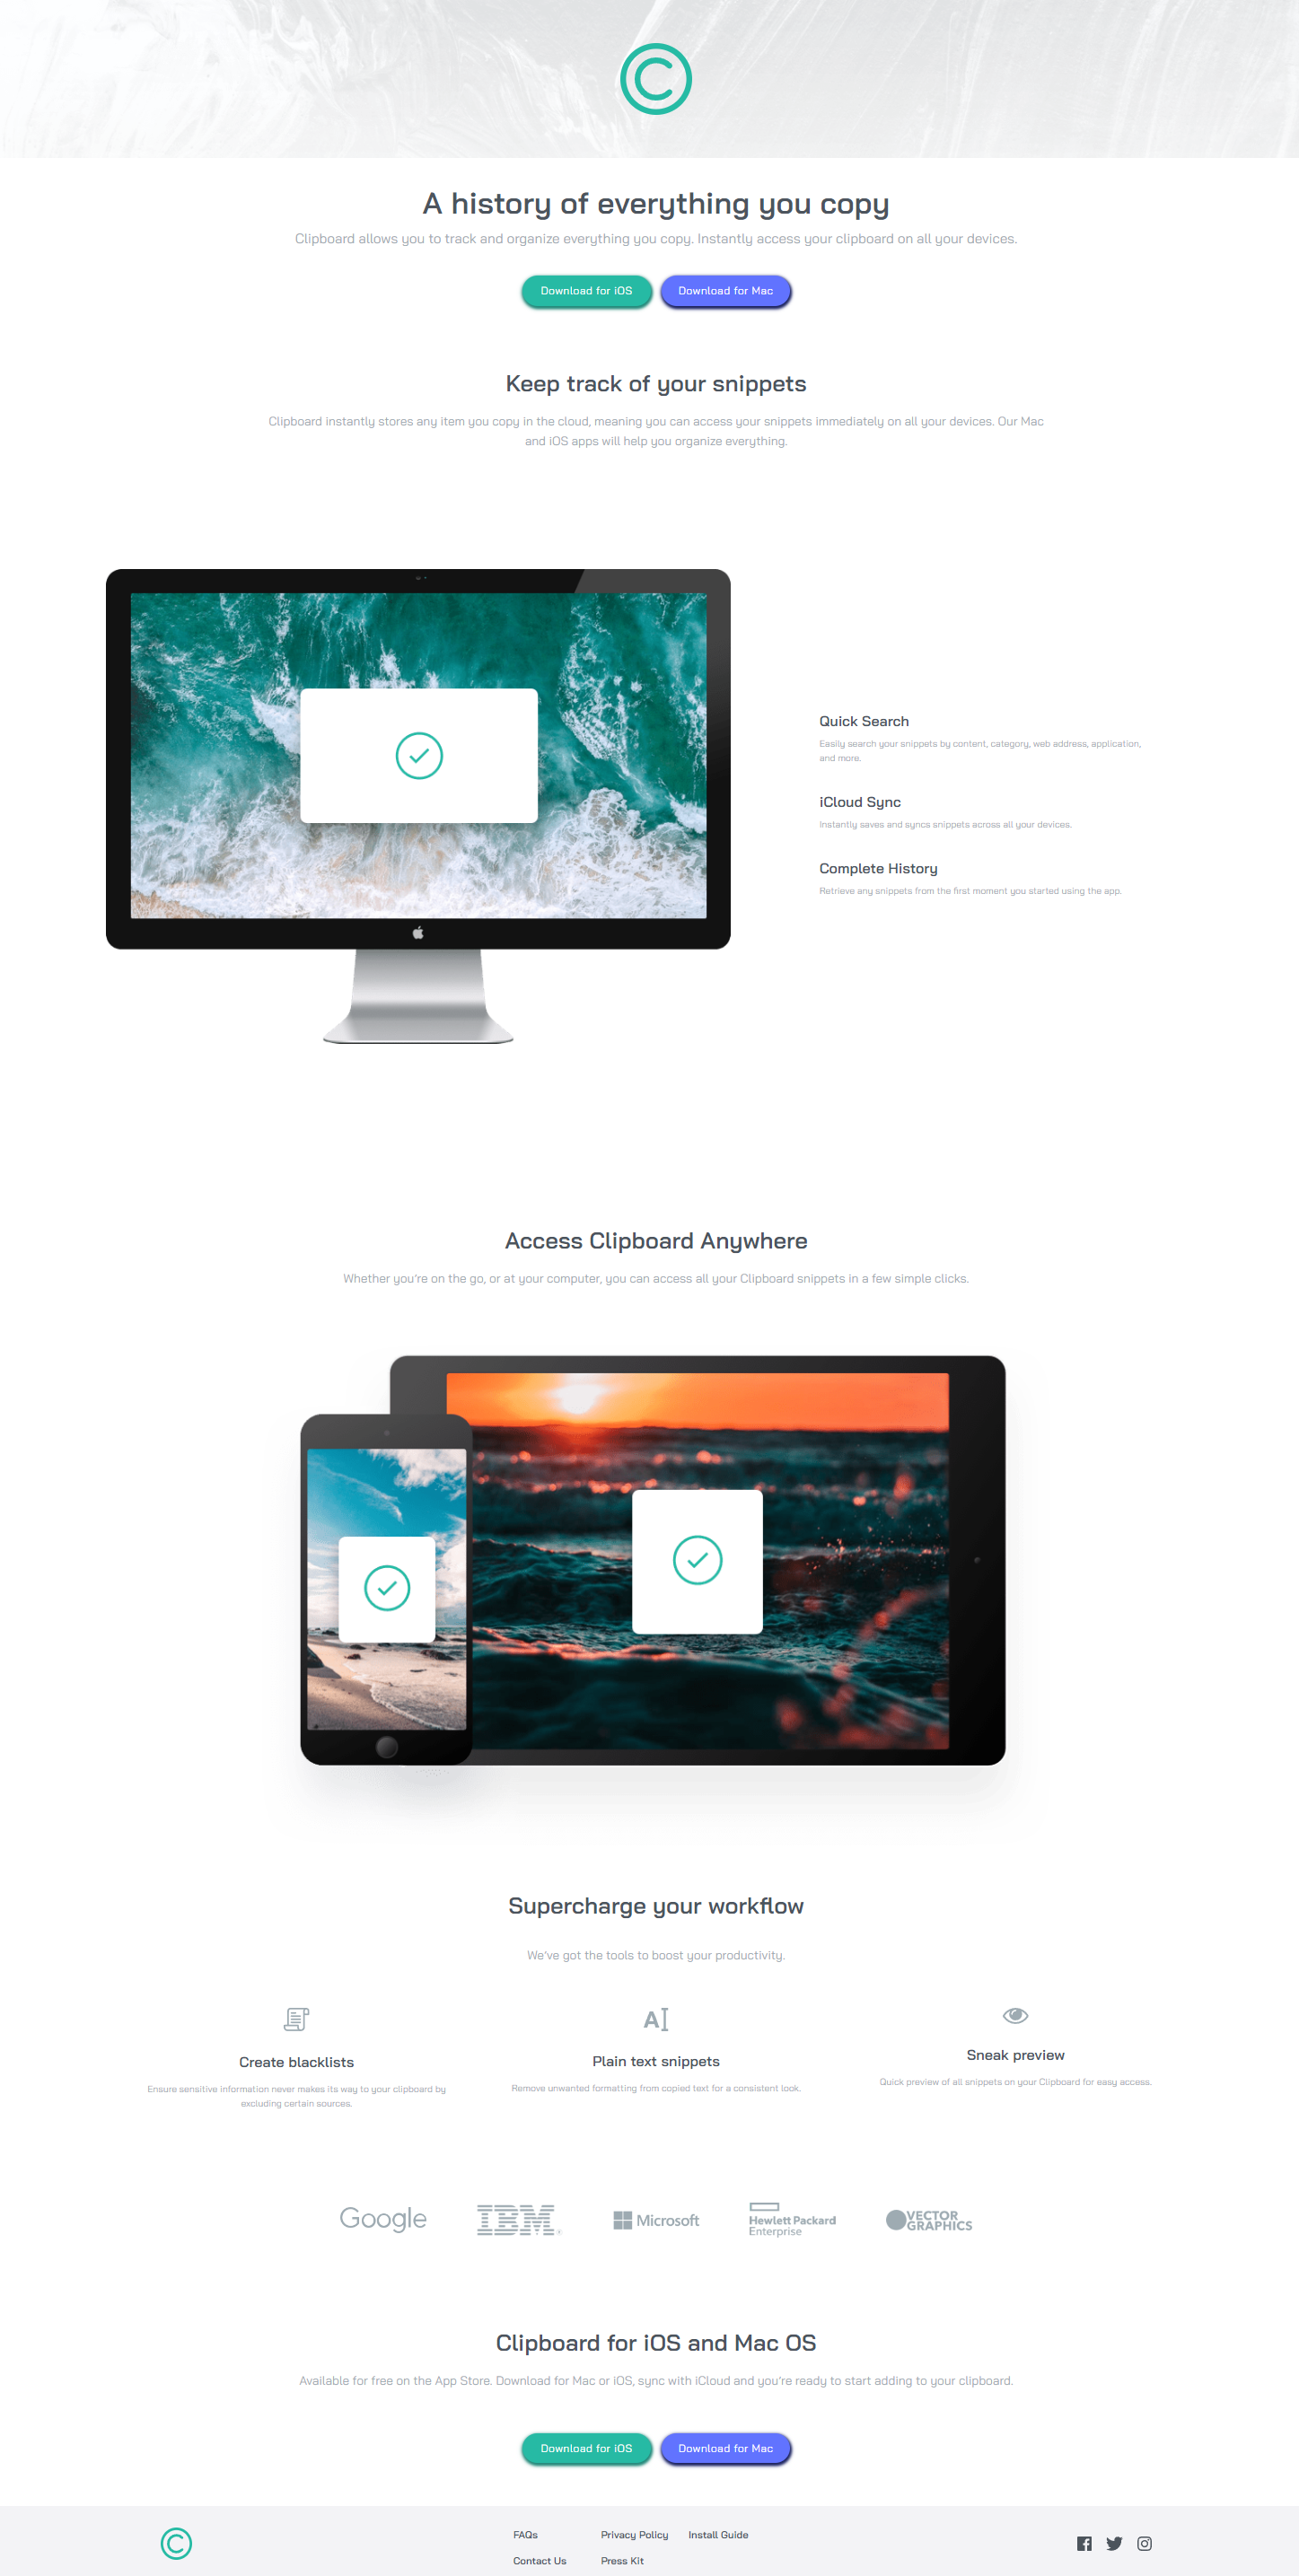 A history of everything you copy
Clipboard allows you to track and organize everything you copy. Instantly access your clipboard on all your devices.
Download for iOS
Download for Mac
Keep track of your snippets
Clipboard instantly stores any item you copy in the cloud, meaning you can access your snippets immediately on all your devices. Our Mac
and iOS apps will help you organize everything.
Quick Search
Easily search your snippets by content, category, web address, application,
and more.
iCloud Sync
Instantly saves and syncs snippets across all your devices.
Complete History
Retrieve any snippets from the first moment you started using the app.
Access Clipboard Anywhere
Whether you're on the go, or at your computer, you can access all your Clipboard snippets in a few simple clicks.
Supercharge your workflow
We've got the tools to boost your productivity.
Create blacklists
Ensure sensitive information never makes its way to your clipboard by
excluding certain sources.
Plain text snippets
Remove unwanted formatting from copied text for a consistent look.
Sneak preview
Quick preview of all snippets on your Clipboard for easy access.
Google
IBM
Microsoft
Hewlett Packard
Enterprise
VECTOR
GRAPHICS
Clipboard for iOS and Mac OS
Available for free on the App Store. Download for Mac or iOS, sync with iCloud and you're ready to start adding to your clipboard.
Download for iOS
Download for Mac
FAQs
Privacy Policy
Install Guide
Contact Us
Press Kit